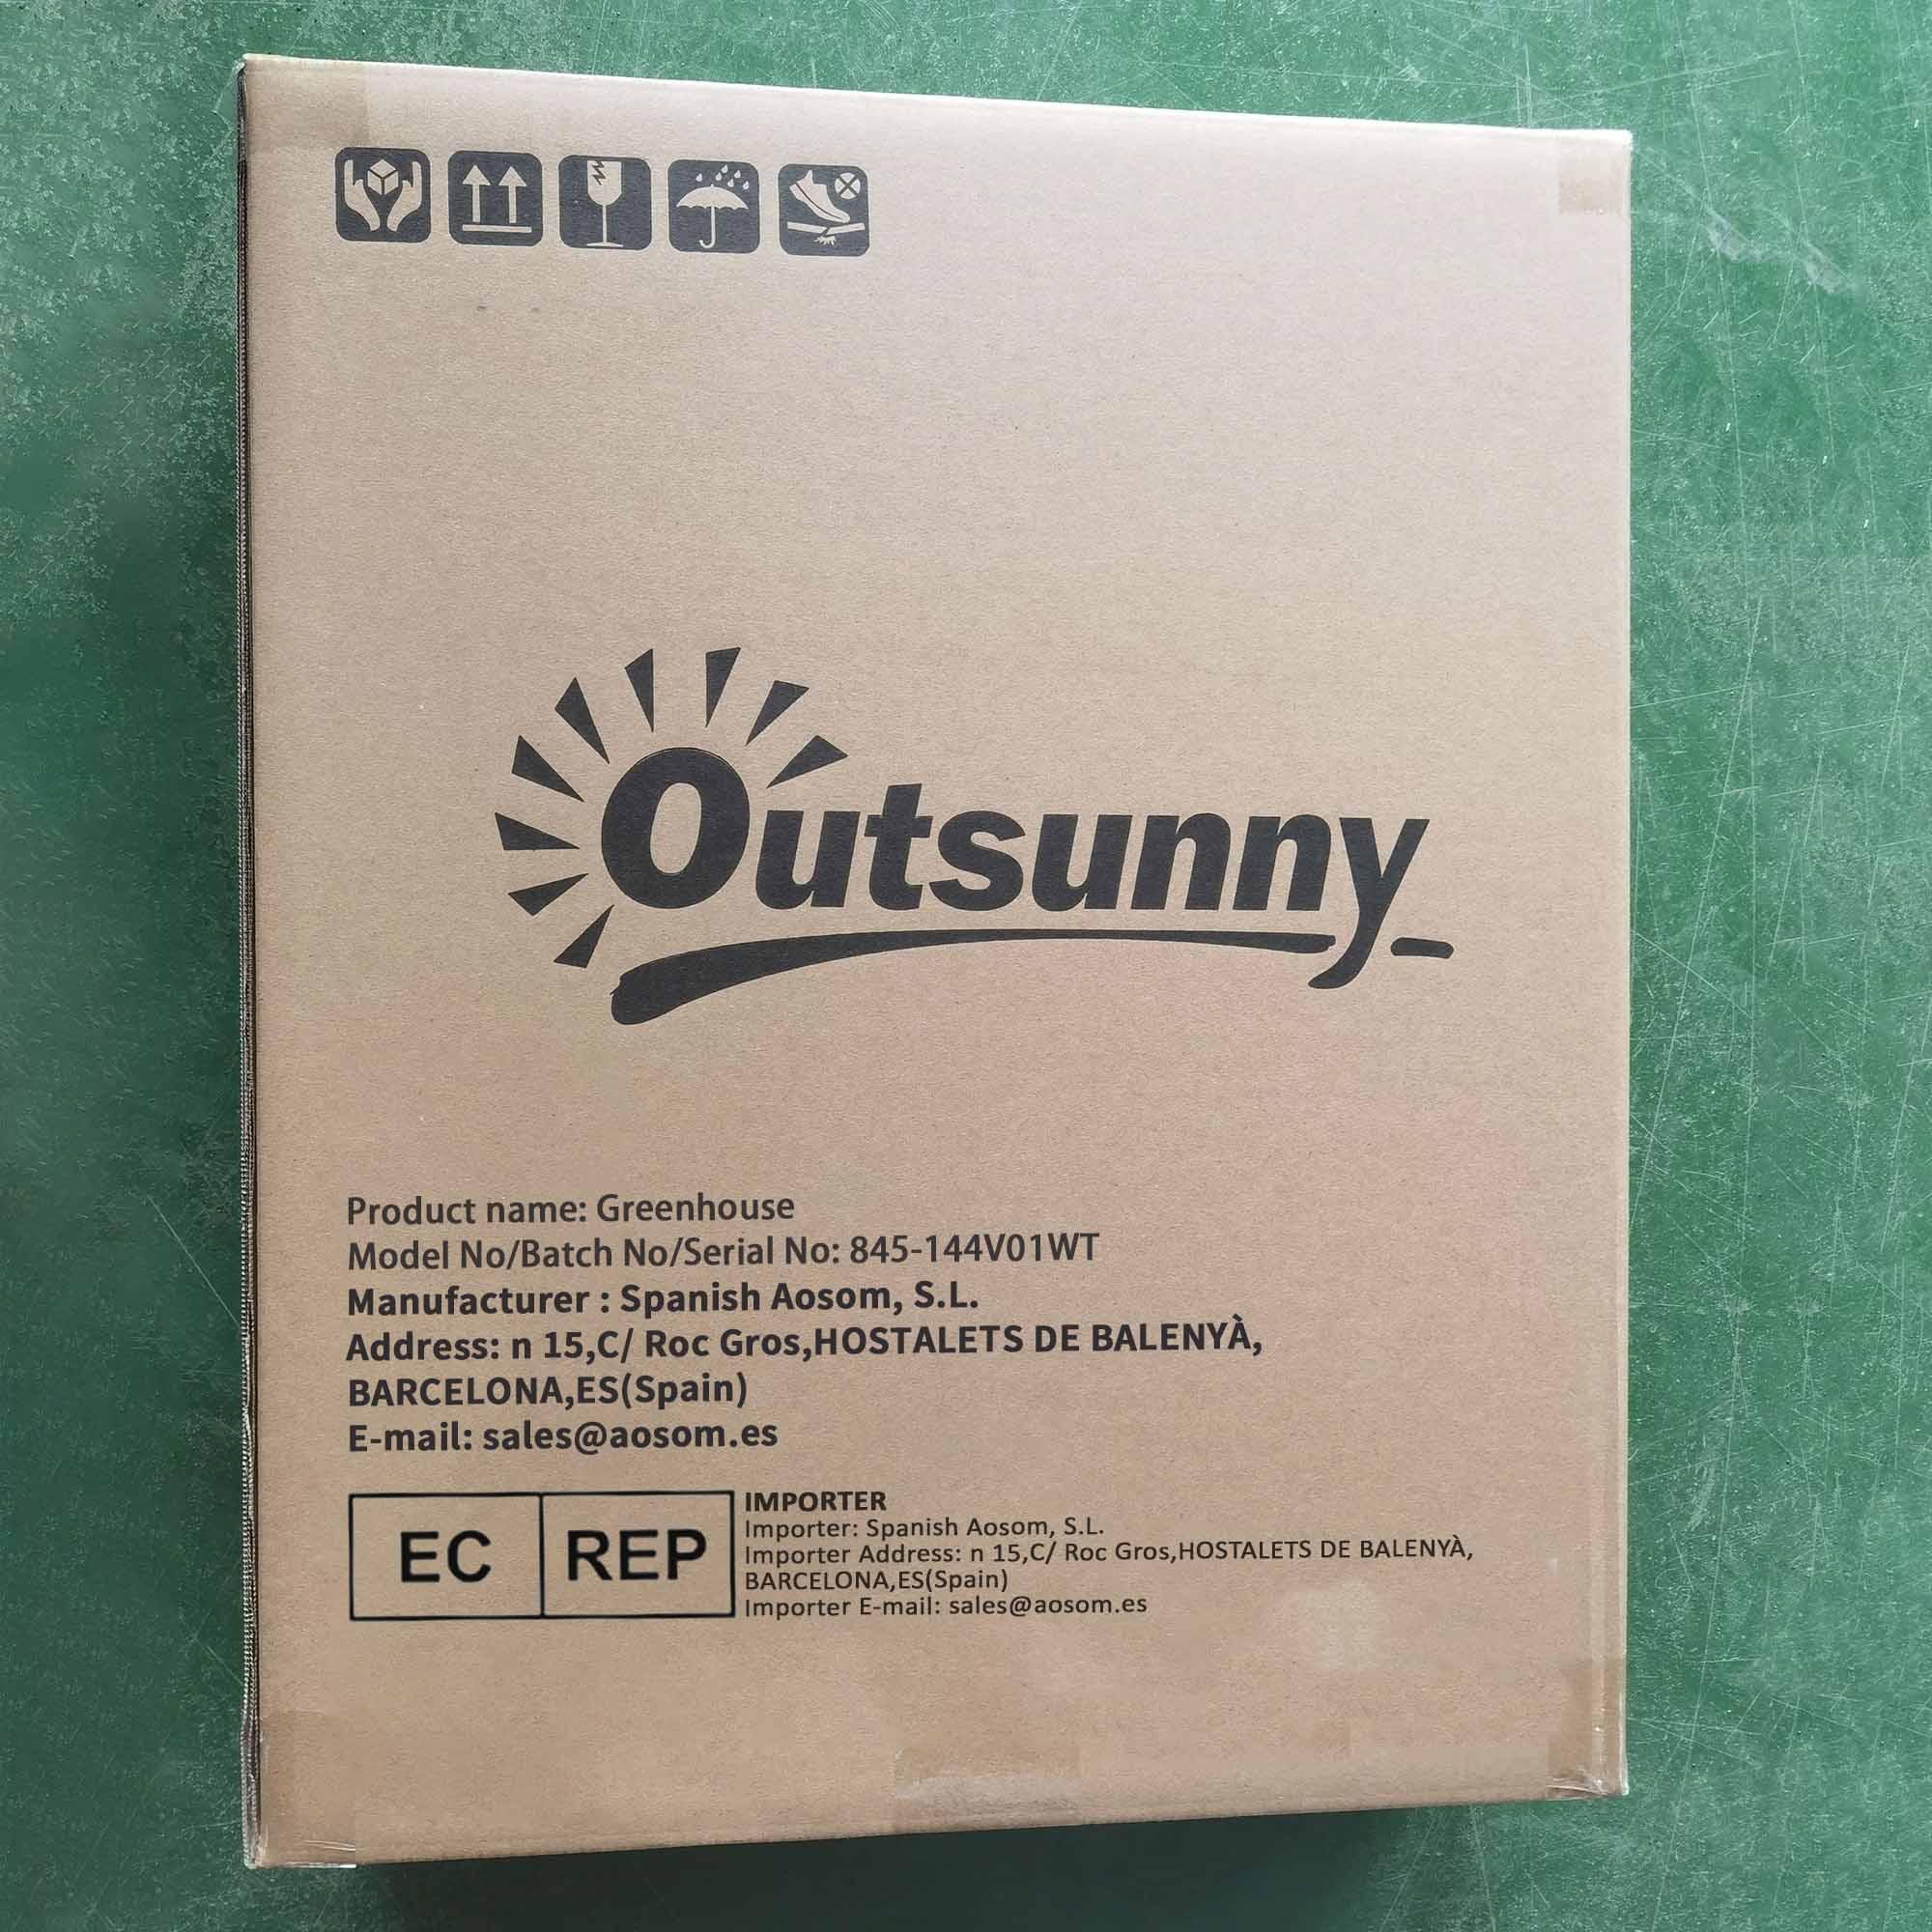 Outsunny
Product name: Greenhouse
Model No/Batch No/Serial No: 845-144V01WT
Manufacturer : Spanish Aosom, S.L.
Address: n 15,C/ Roc Gros,HOSTALETS DE BALENYÀ,
BARCELONA,ES(Spain)
E-mail: sales@aosom.es
EC REP
IMPORTER
Importer: Spanish Aosom, S.L.
Importer Address: n 15,C/ Roc Gros,HOSTALETS DE BALENYÀ,
BARCELONA,ES(Spain)
Importer E-mail: sales@aosom.es